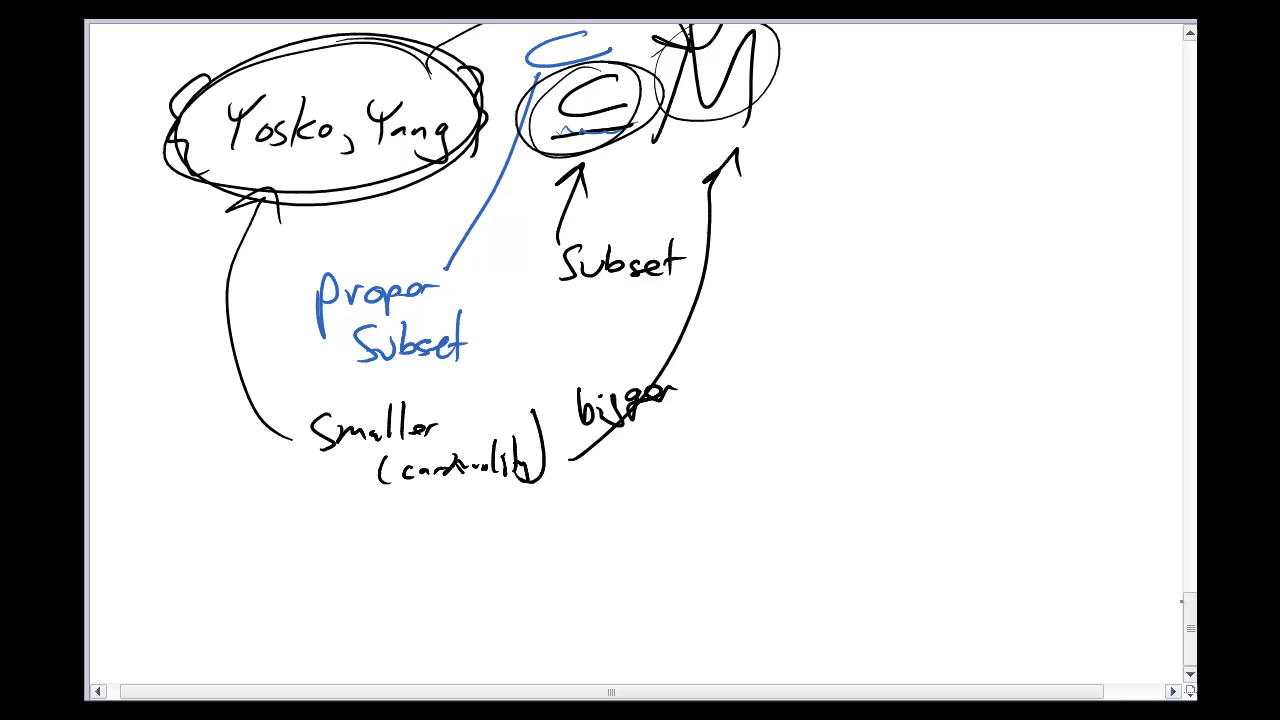 {Yosko, Yang} ⊂ ⊆ M
Subset
Proper
Subset
Smaller
(cardinality)
bigger